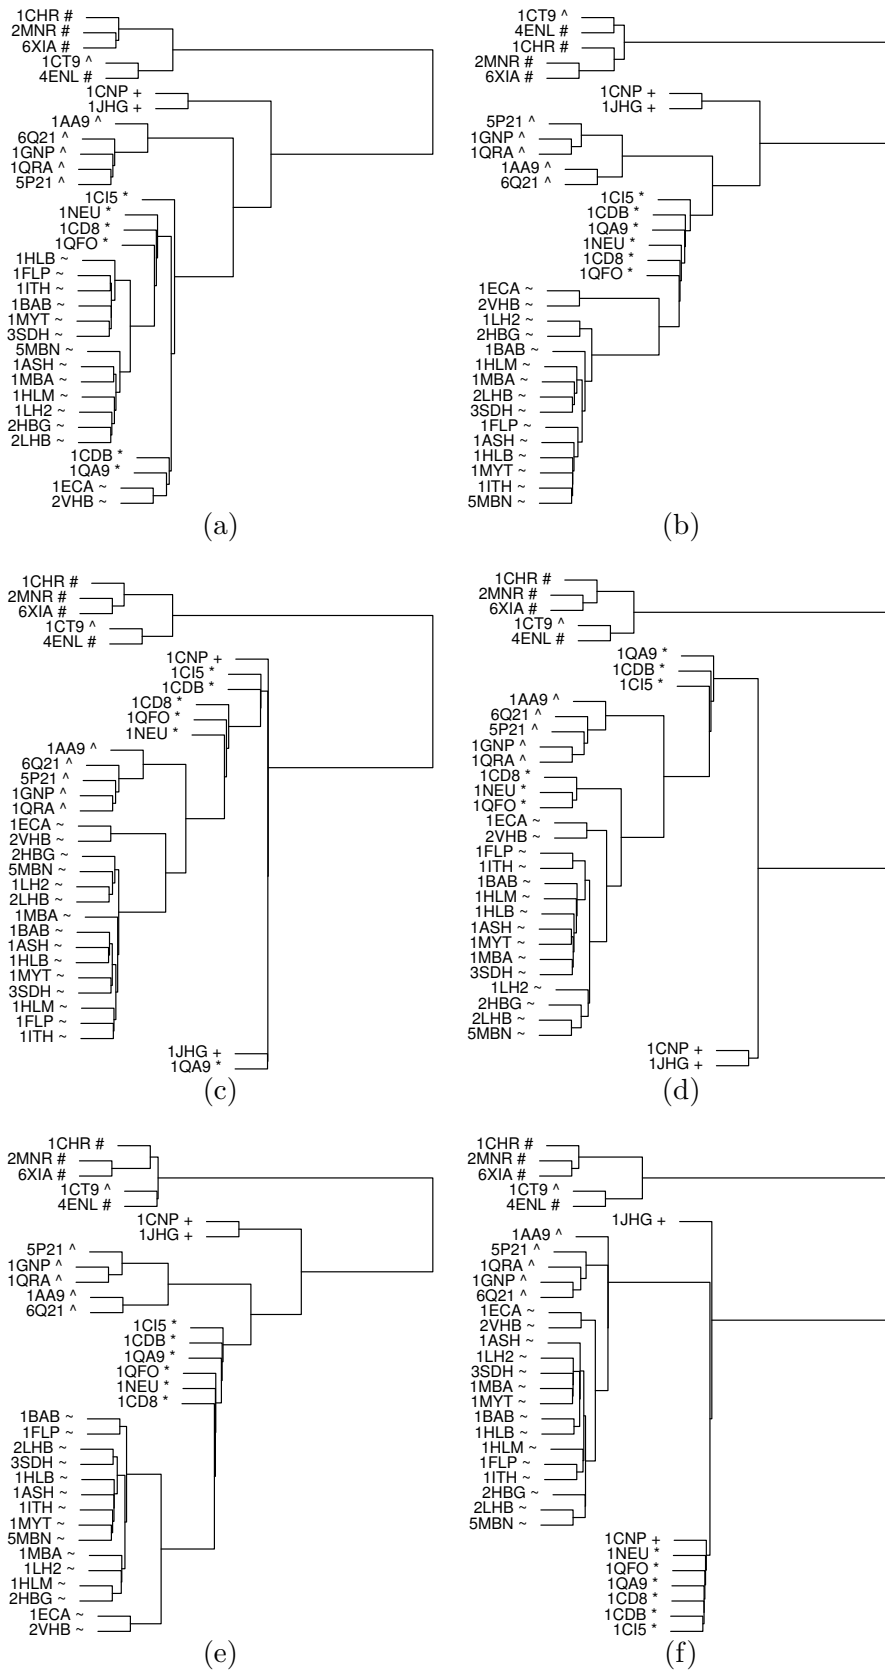 1CHR #
2MNR #
6XIA #
1CT9 ^
4ENL #
1CNP +
1JHG +
1AA9 ^
6Q21 ^
1GNP ^
1QRA ^
5P21 ^
1CI5 *
1NEU *
1CD8 *
1QFO *
1HLB ~
1FLP ~
1ITH ~
1BAB ~
1MYT ~
3SDH ~
5MBN ~
1ASH ~
1MBA ~
1HLM ~
1LH2 ~
2HBG ~
2LHB ~
1CDB *
1QA9 *
1ECA ~
2VHB ~
(a)
1CT9 ^
4ENL #
1CHR #
2MNR #
6XIA #
1CNP +
1JHG +
5P21 ^
1GNP ^
1QRA ^
1AA9 ^
6Q21 ^
1CI5 *
1CDB *
1QA9 *
1NEU *
1CD8 *
1QFO *
1ECA ~
2VHB ~
1LH2 ~
2HBG ~
1BAB ~
1HLM ~
1MBA ~
2LHB ~
3SDH ~
1FLP ~
1ASH ~
1HLB ~
1MYT ~
1ITH ~
5MBN ~
(b)
1CHR #
2MNR #
6XIA #
1CT9 ^
4ENL #
1CNP +
1CI5 *
1CDB *
1CD8 *
1QFO *
1NEU *
1AA9 ^
6Q21 ^
5P21 ^
1GNP ^
1QRA ^
1ECA ~
2VHB ~
2HBG ~
5MBN ~
1LH2 ~
2LHB ~
1MBA ~
1BAB ~
1ASH ~
1HLB ~
1MYT ~
3SDH ~
1HLM ~
1FLP ~
1ITH ~
1JHG +
1QA9 *
(c)
1CHR #
2MNR #
6XIA #
1CT9 ^
4ENL #
1QA9 *
1CDB *
1CI5 *
1AA9 ^
6Q21 ^
5P21 ^
1GNP ^
1QRA ^
1CD8 *
1NEU *
1QFO *
1ECA ~
2VHB ~
1FLP ~
1ITH ~
1BAB ~
1HLM ~
1HLB ~
1ASH ~
1MYT ~
1MBA ~
3SDH ~
1LH2 ~
2HBG ~
2LHB ~
5MBN ~
1CNP +
1JHG +
(d)
1CHR #
2MNR #
6XIA #
1CT9 ^
4ENL #
1CNP +
1JHG +
5P21 ^
1GNP ^
1QRA ^
1AA9 ^
6Q21 ^
1CI5 *
1CDB *
1QA9 *
1QFO *
1NEU *
1CD8 *
1BAB ~
1FLP ~
2LHB ~
3SDH ~
1HLB ~
1ASH ~
1ITH ~
1MYT ~
5MBN ~
1MBA ~
1LH2 ~
1HLM ~
2HBG ~
1ECA ~
2VHB ~
(e)
1CHR #
2MNR #
6XIA #
1CT9 ^
4ENL #
1JHG +
1AA9 ^
5P21 ^
1QRA ^
1GNP ^
6Q21 ^
1ECA ~
2VHB ~
1ASH ~
1LH2 ~
3SDH ~
1MBA ~
1MYT ~
1BAB ~
1HLB ~
1HLM ~
1FLP ~
1ITH ~
2HBG ~
2LHB ~
5MBN ~
1CNP +
1NEU *
1QFO *
1QA9 *
1CD8 *
1CDB *
1CI5 *
(f)